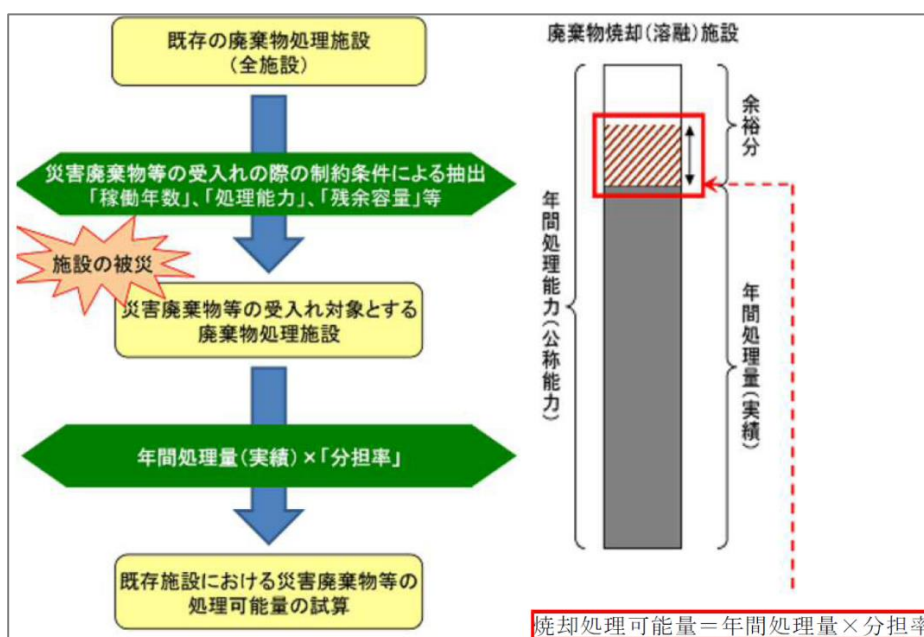 既存の廃棄物処理施設
(全施設)
災害廃棄物等の受入れの際の制約条件による抽出
「稼働年数」、「処理能力」、「残余容量」等
施設の被災
災害廃棄物等の受入れ対象とする
廃棄物処理施設
年間処理量(実績)×「分担率」
既存施設における災害廃棄物等の
処理可能量の試算
廃棄物焼却(溶融)施設
年間処理能力(公称能力)
余裕分
年間処理量(実績)
焼却処理可能量=年間処理量×分担率